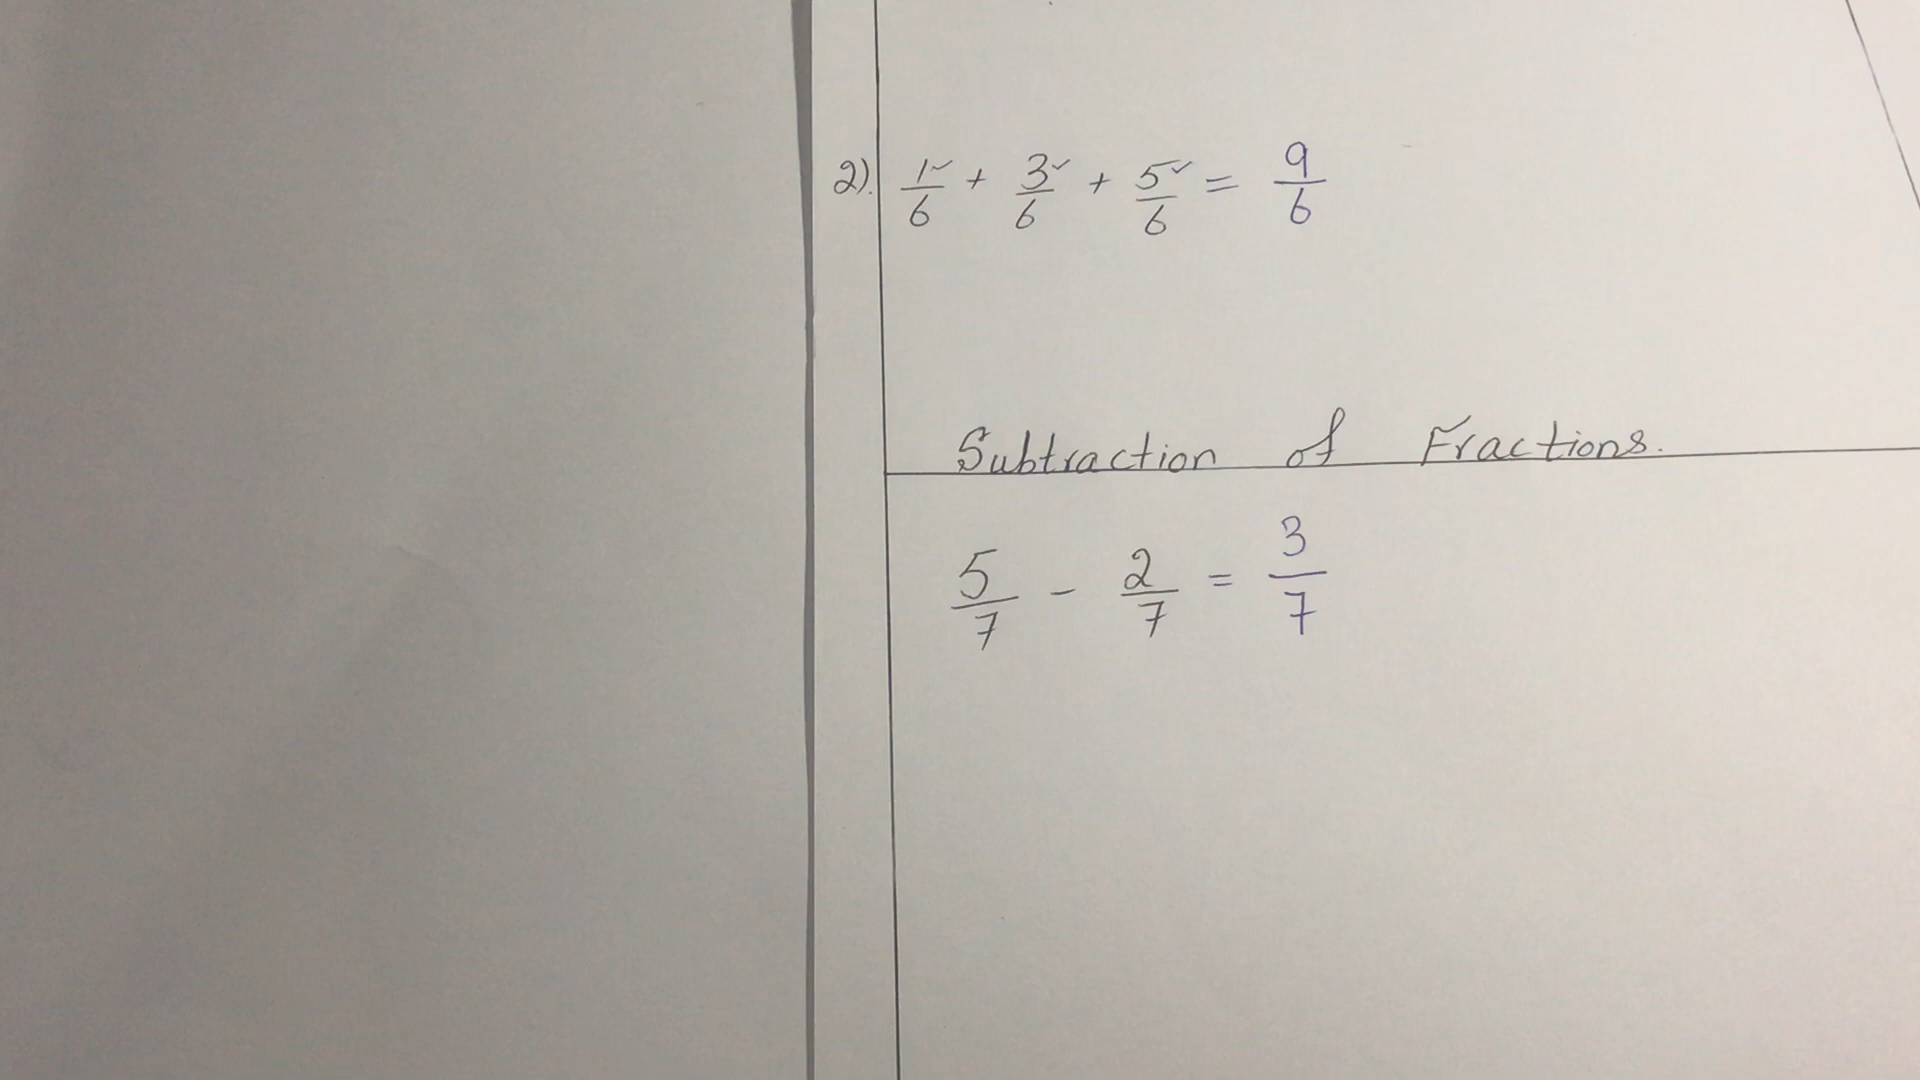 2). 1/6 + 3/6 + 5/6 = 9/6
Subtraction of Fractions.
5/7 - 2/7 = 3/7